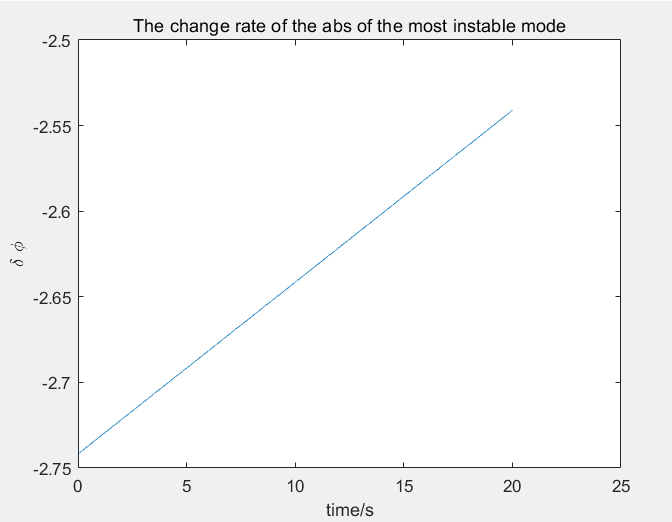 The change rate of the abs of the most instable mode
-2.5
-2.55
-2.6
-2.65
-2.7
-2.75
δ ϕ
0 5 10 15 20 25
time/s